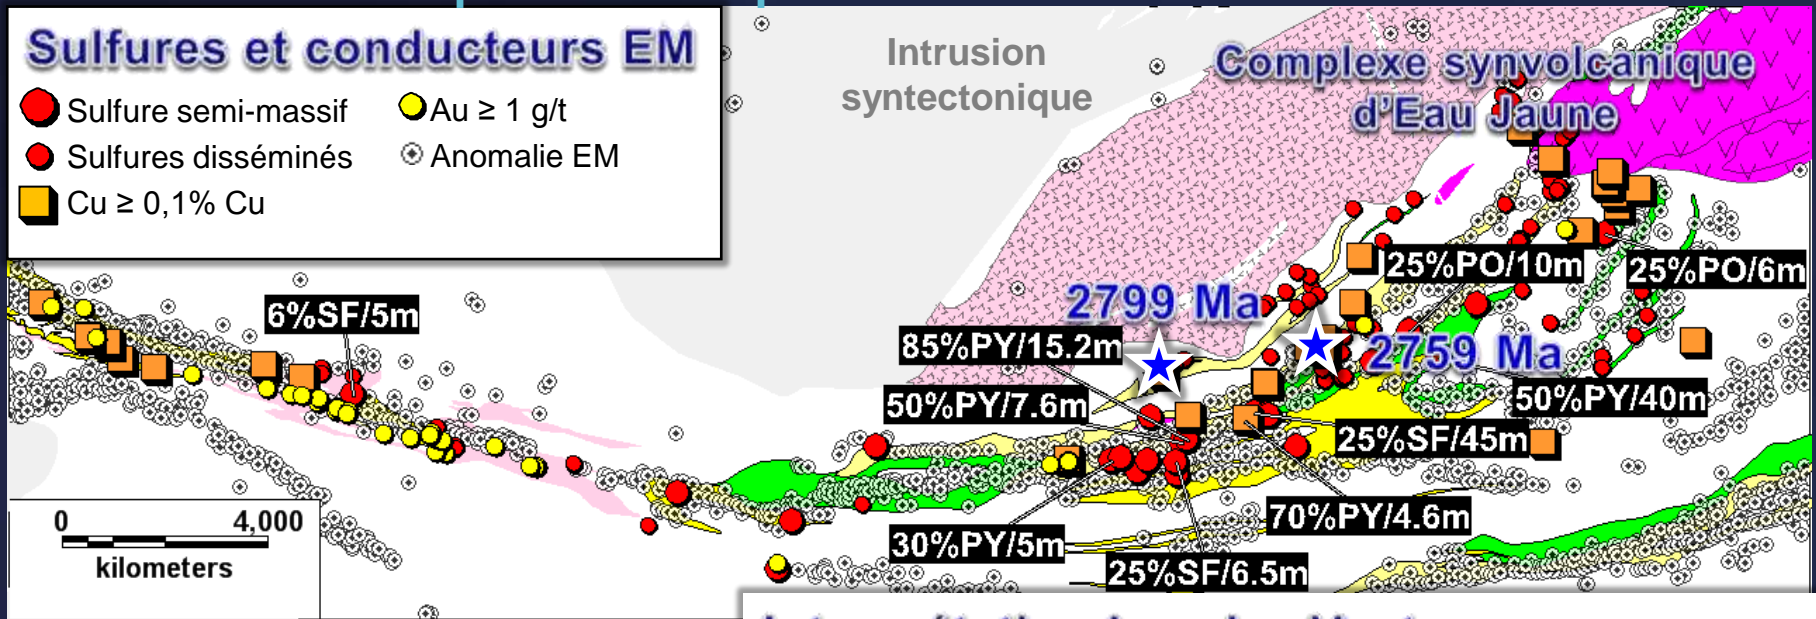 Sulfures et conducteurs EM
Sulfure semi-massif
Au ≥ 1 g/t
Sulfures disséminés
Anomalie EM
Cu ≥ 0,1% Cu
Intrusion
syntectonique
Complexe synvolcanique
d'Eau Jaune
25%PO/10m
25%PO/6m
6%SF/5m
2799 Ma
85%PY/15.2m
2759 Ma
50%PY/7.6m
50%PY/40m
25%SF/45m
70%PY/4.6m
30%PY/5m
25%SF/6.5m
0 4,000
kilometers